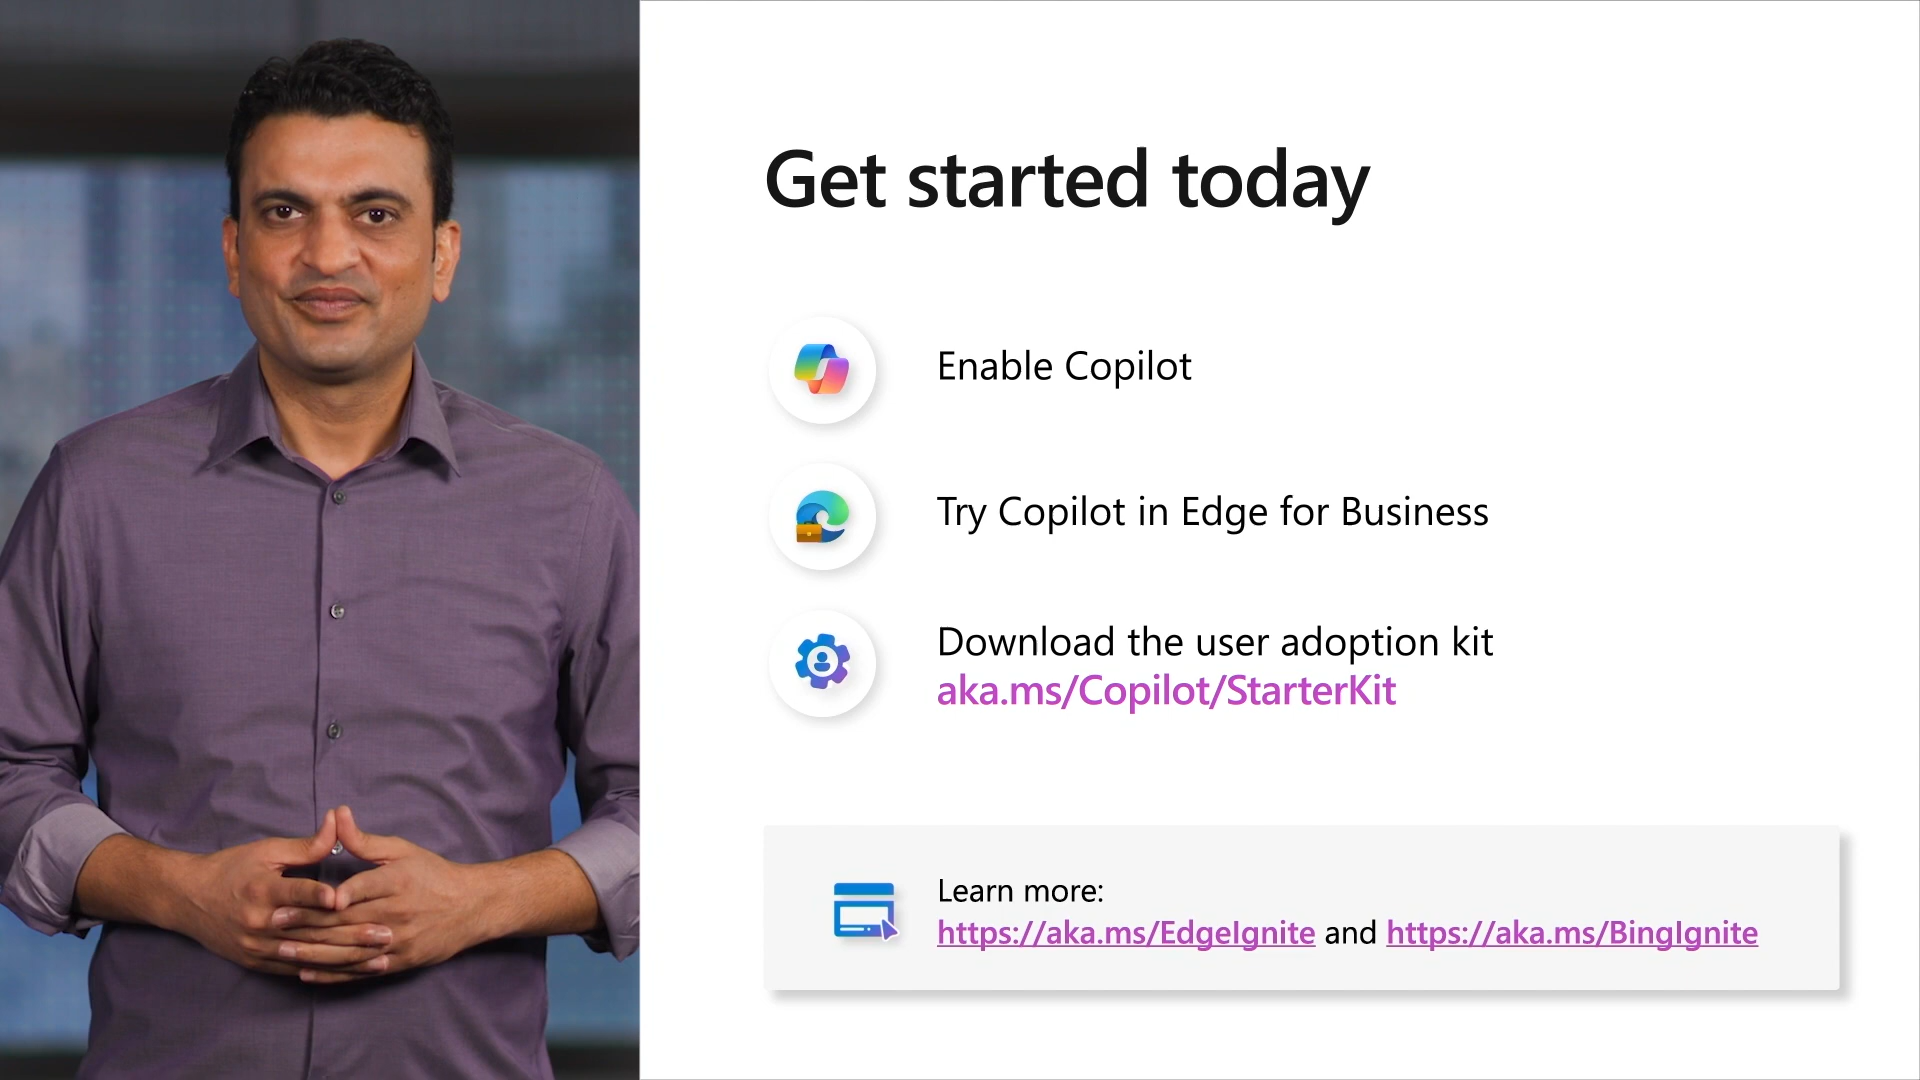 Get started today
Enable Copilot
Try Copilot in Edge for Business
Download the user adoption kit
aka.ms/Copilot/StarterKit
Learn more:
https://aka.ms/EdgeIgnite and https://aka.ms/BingIgnite